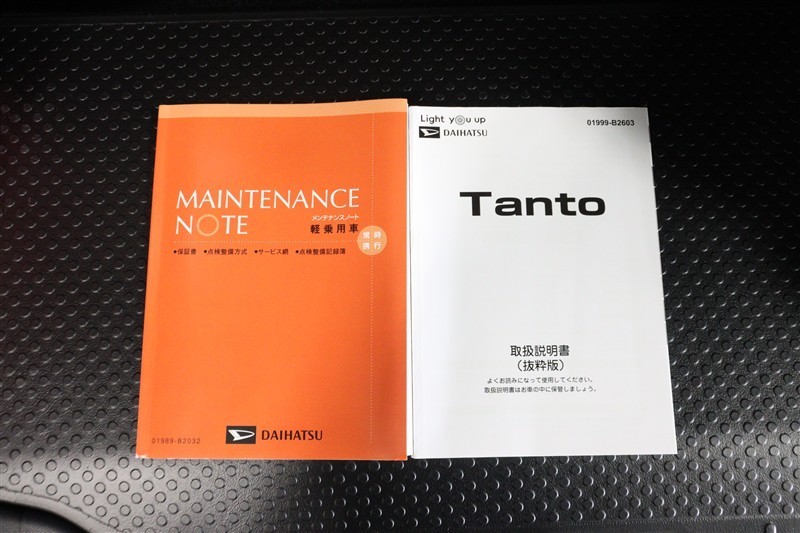 MAINTENANCE
NOTE
メンテナンスノート
軽乗用車
常時
携行
●保証書 ●点検整備方式 ●サービス網 ●点検整備記録簿
01989-B2032
DAIHATSU
Light you up
DAIHATSU
01999-B2603
Tanto
取扱説明書
（抜粋版）
よくお読みになって使用してください。
取扱説明書はお車の中に保管しましょう。